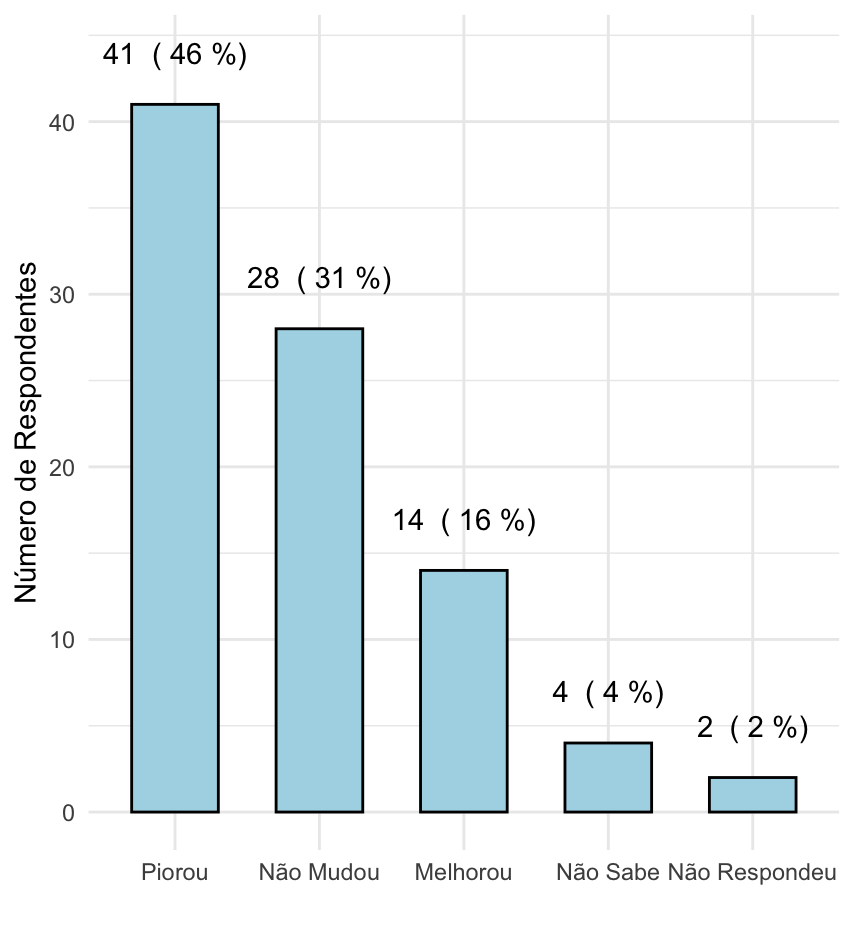 41  ( 46 %)
40
28  ( 31 %)
30
Número de Respondentes
20
14  ( 16 %)
10
4  ( 4 %)
2  ( 2 %)
0
Piorou
Não Mudou
Melhorou
Não Sabe
Não Respondeu